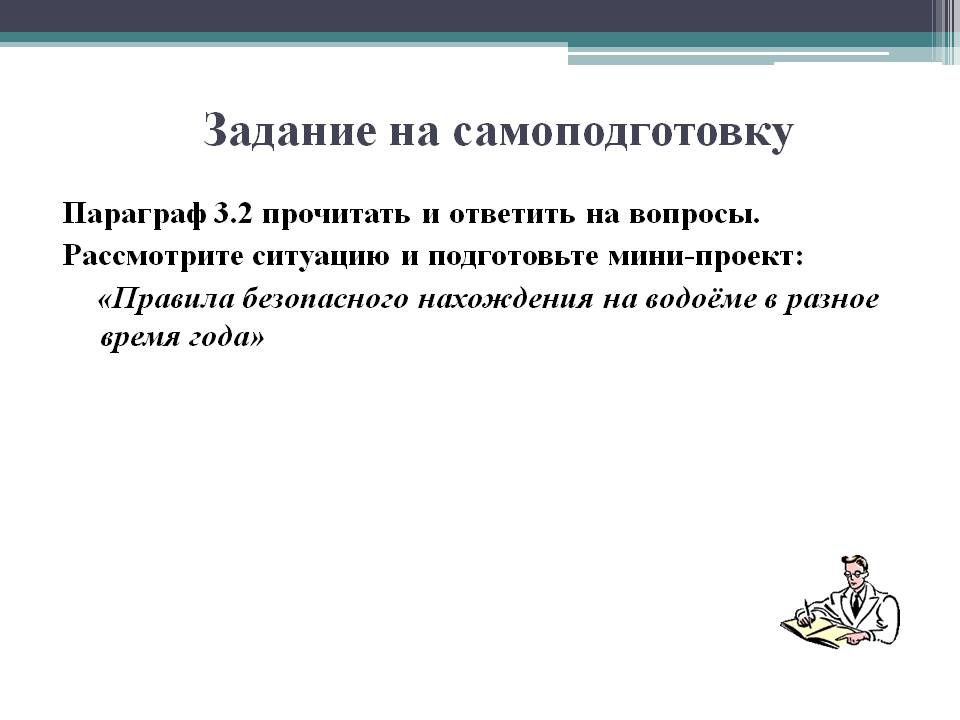 Задание на самоподготовку
Параграф 3.2 прочитать и ответить на вопросы.
Рассмотрите ситуацию и подготовьте мини-проект:
«Правила безопасного нахождения на водоёме в разное
время года»